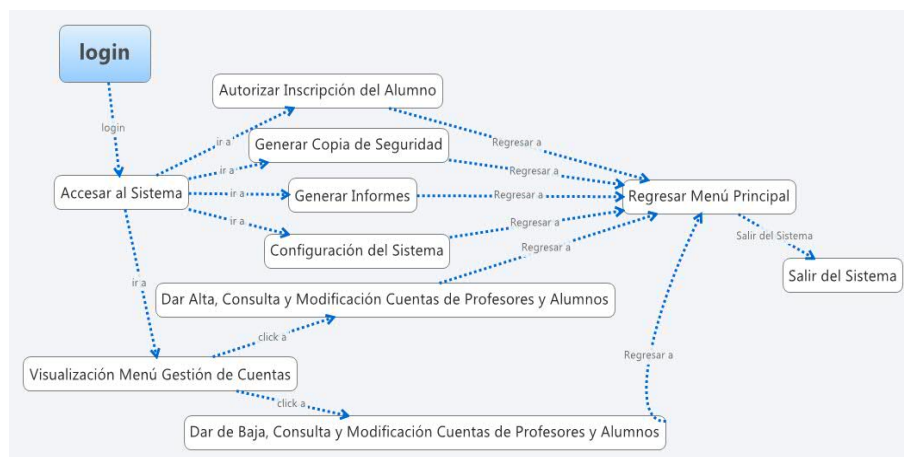 login
Autorizar Inscripción del Alumno
login
ir a
Regresar a
Generar Copia de Seguridad
ir a
Regresar a
Accesar al Sistema
ir a
Generar Informes
Regresar a
Regresar Menú Principal
ir a
Regresar a
Salir del Sistema
Configuración del Sistema
Regresar a
Salir del Sistema
ir a
Dar Alta, Consulta y Modificación Cuentas de Profesores y Alumnos
click a
Regresar a
Visualización Menú Gestión de Cuentas
click a
Dar de Baja, Consulta y Modificación Cuentas de Profesores y Alumnos